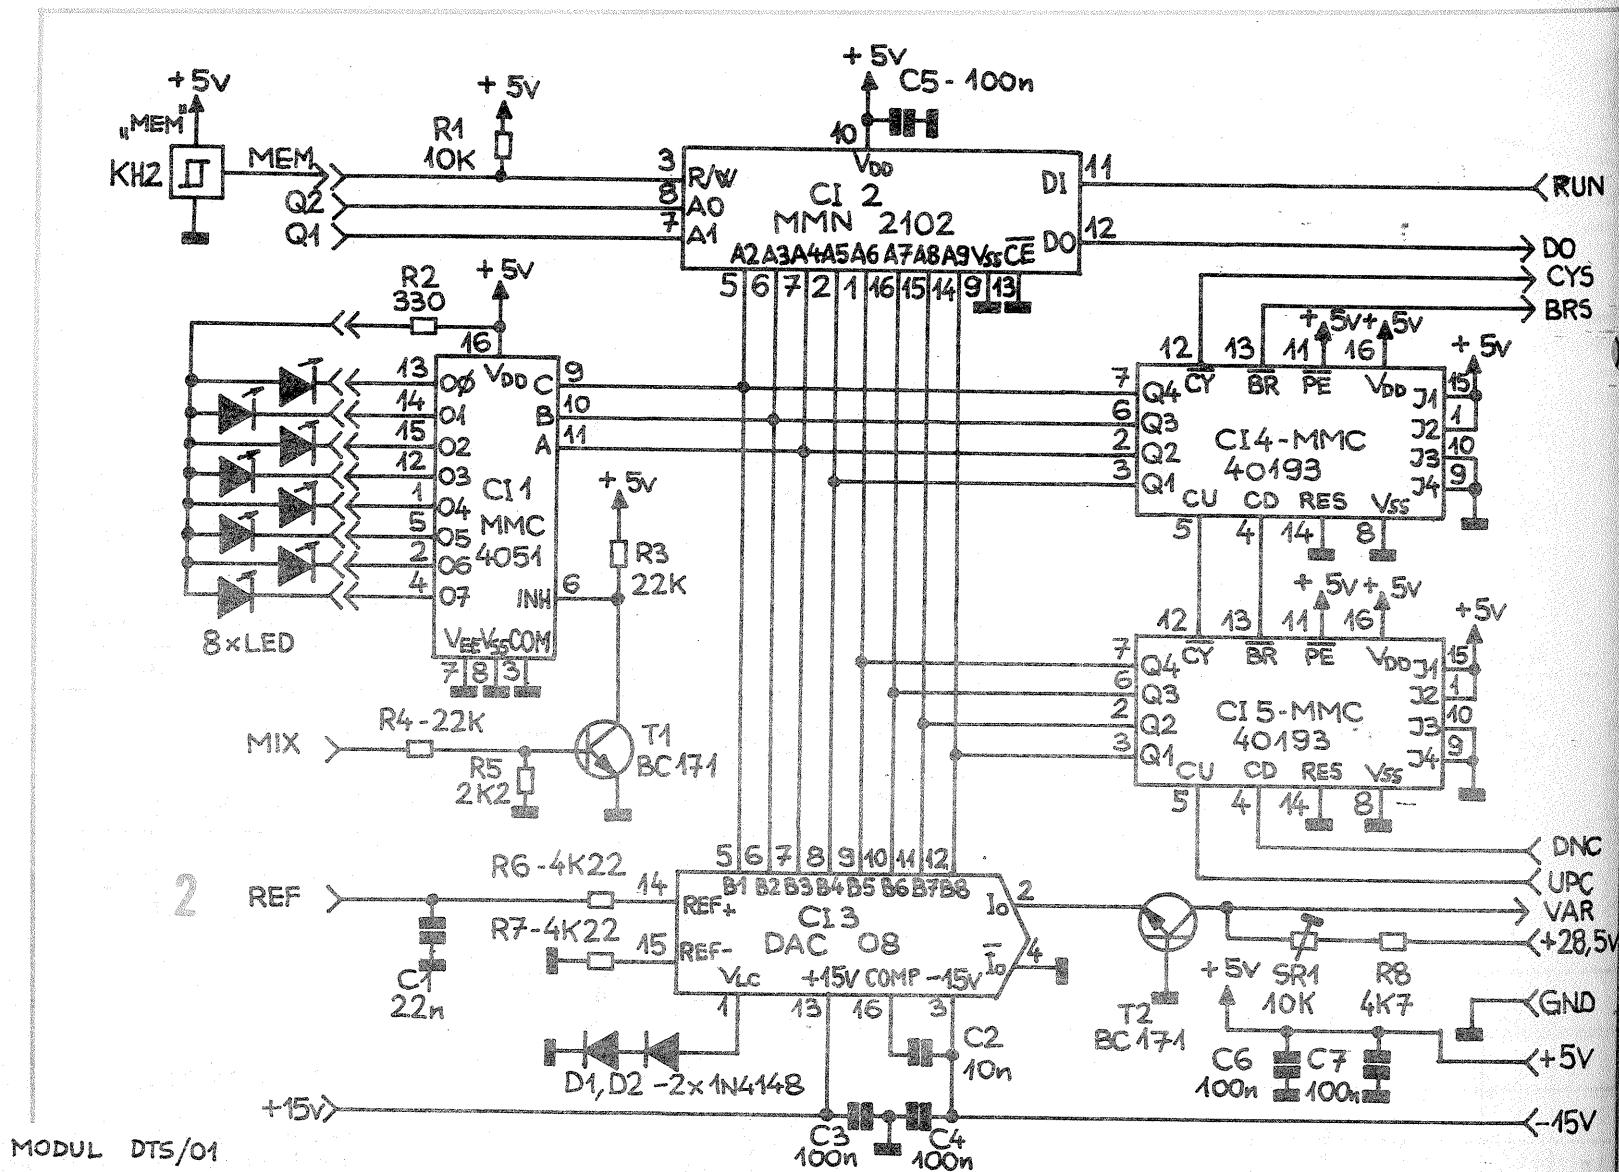 +5V
+5V
+5V
C5-100n
„MEM"
R1
10K
10
KH2
MEM
3
R/W
VDD
DI
11
RUN
Q2
8
A0
CI 2
Q1
7
A1
MMN 2102
DO
12
DO
A2 A3 A4 A5 A6 A7 A8 A9 VSS CE
CYS
5 6 7 2 1 16 15 14 9 13
BRS
R2
330
+5V
+5V +5V
+5V
16
12 13 11 16
13
O0
VDD
C
9
7
Q4
CY BR PE VDD
J1
15
14
O1
B
10
6
Q3
J2
1
15
O2
A
11
2
Q2
CI4-MMC
J3
10
12
O3
CI 1
3
Q1
40193
J4
9
1
O4
MMC
CU CD RES VSS
5
O5
4051
5 4 14 8
2
O6
4
O7
INH
6
+5V
R3
22K
8xLED
VEE VSS COM
7 8 3
+5V +5V
+5V
12 13 11 16
7
Q4
CY BR PE VDD
J1
15
6
Q3
J2
1
2
Q2
CI 5-MMC
J3
10
3
Q1
40193
J4
9
CU CD RES VSS
5 4 14 8
MIX
R4-22K
R5
2K2
T1
BC 171
DNC
UPC
VAR
+28,5V
2
REF
R6-4K22
14
5 6 7 8 9 10 11 12
B1 B2 B3 B4 B5 B6 B7 B8
REF+
CI 3
Io
2
R7-4K22
15
REF-
DAC 08
Io
4
VLC +15V COMP -15V
1 13 16 3
C1
22n
T2
BC 171
+5V
SR1
10K
R8
4K7
GND
C2
10n
C6
100n
C7
100n
+5V
D1, D2 -2x1N4148
+15V
C3
100n
C4
100n
-15V
MODUL DTS/01